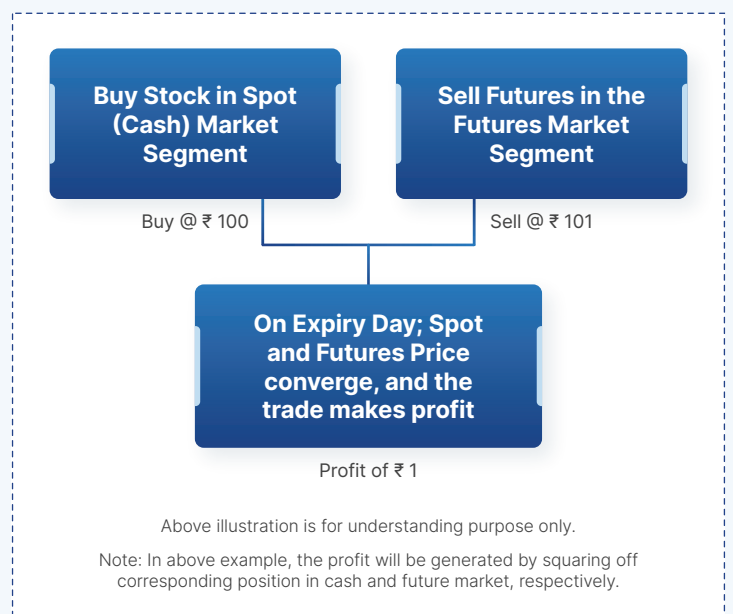 Buy Stock in Spot
(Cash) Market
Segment
Sell Futures in the
Futures Market
Segment
Buy @ ₹ 100
Sell @ ₹ 101
On Expiry Day; Spot
and Futures Price
converge, and the
trade makes profit
Profit of ₹ 1
Above illustration is for understanding purpose only.
Note: In above example, the profit will be generated by squaring off
corresponding position in cash and future market, respectively.